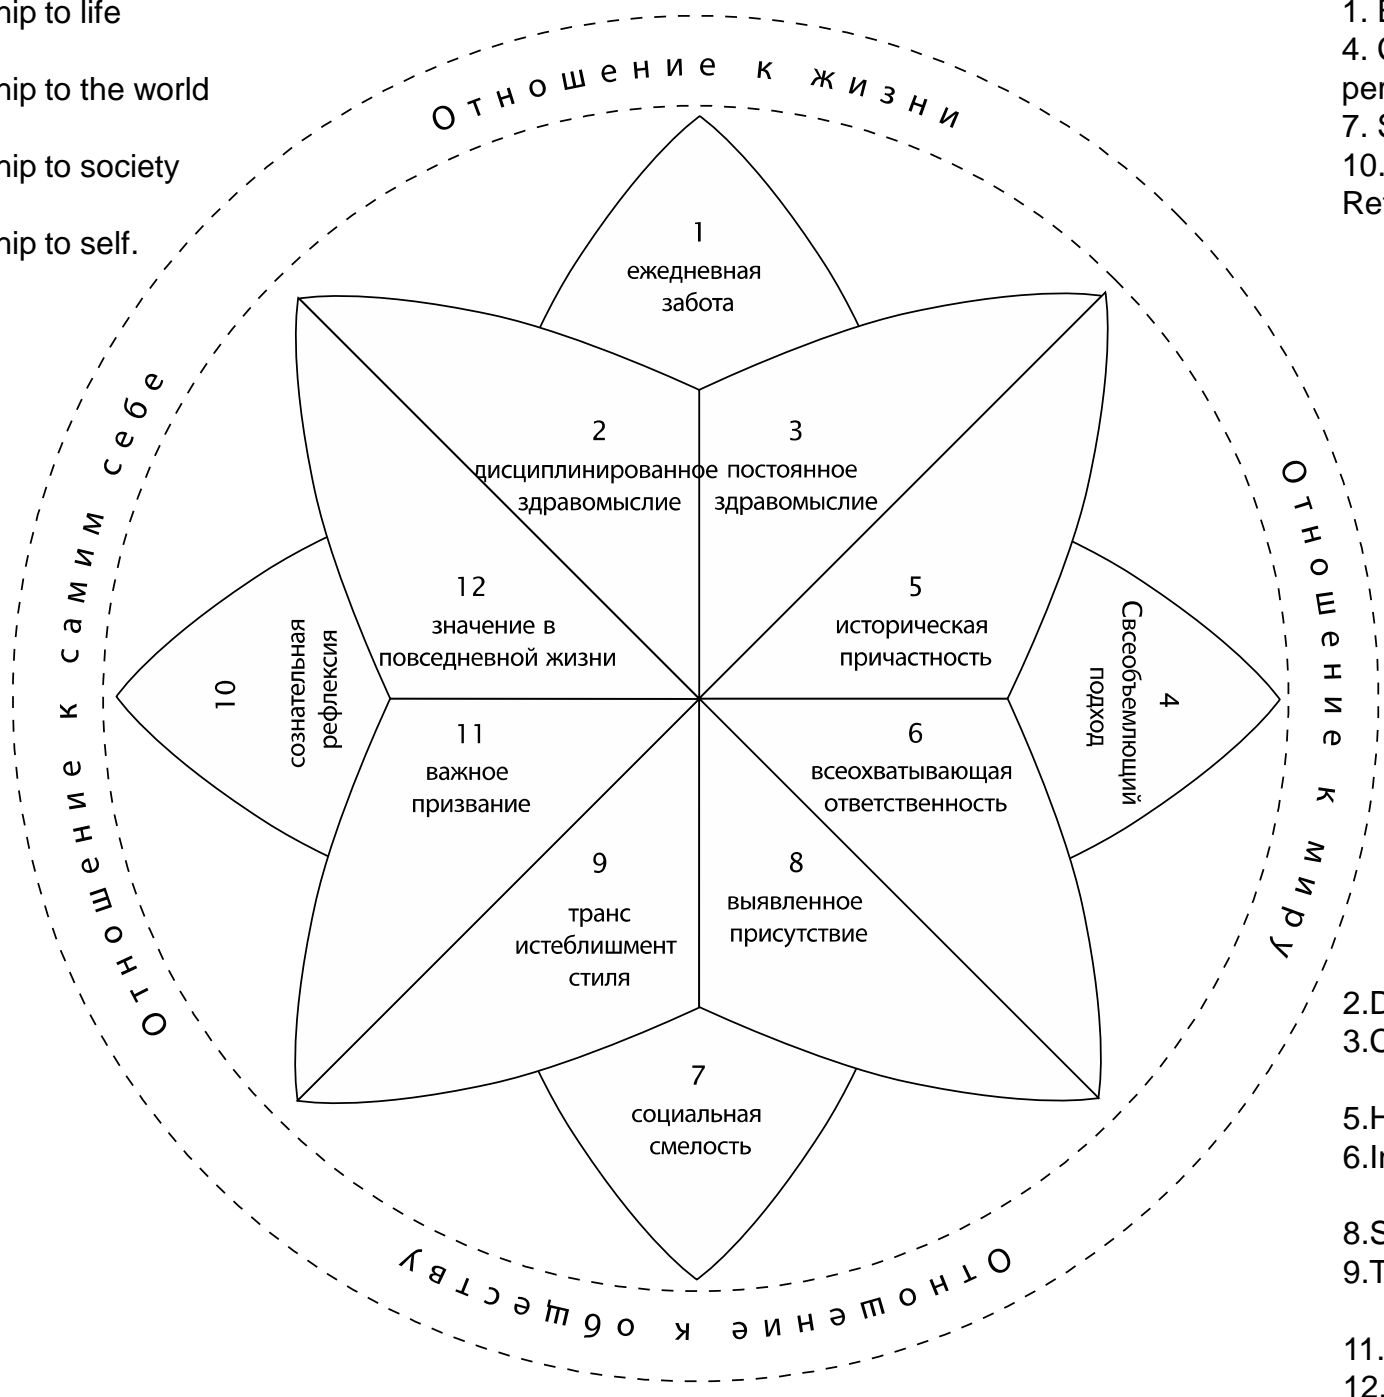 hip to life
hip to the world
hip to society
hip to self.
1.
4.
per
7. S
10.
Ret
Отношение к жизни
1
ежедневная
забота
2
дисциплинированное
здравомыслие
3
постоянное
здравомыслие
12
значение в
повседневной жизни
5
историческая
причастность
Отношение к самим себе
10
сознательная
рефлексия
4
Свсеобъемлющий
подход
Отношение к миру
11
важное
призвание
6
всеохватывающая
ответственность
9
транс
истеблишмент
стиля
8
выявленное
присутствие
7
социальная
смелость
Отношение к обществу
2.D
3.C
5.H
6.Ir
8.S
9.T
11.
12.